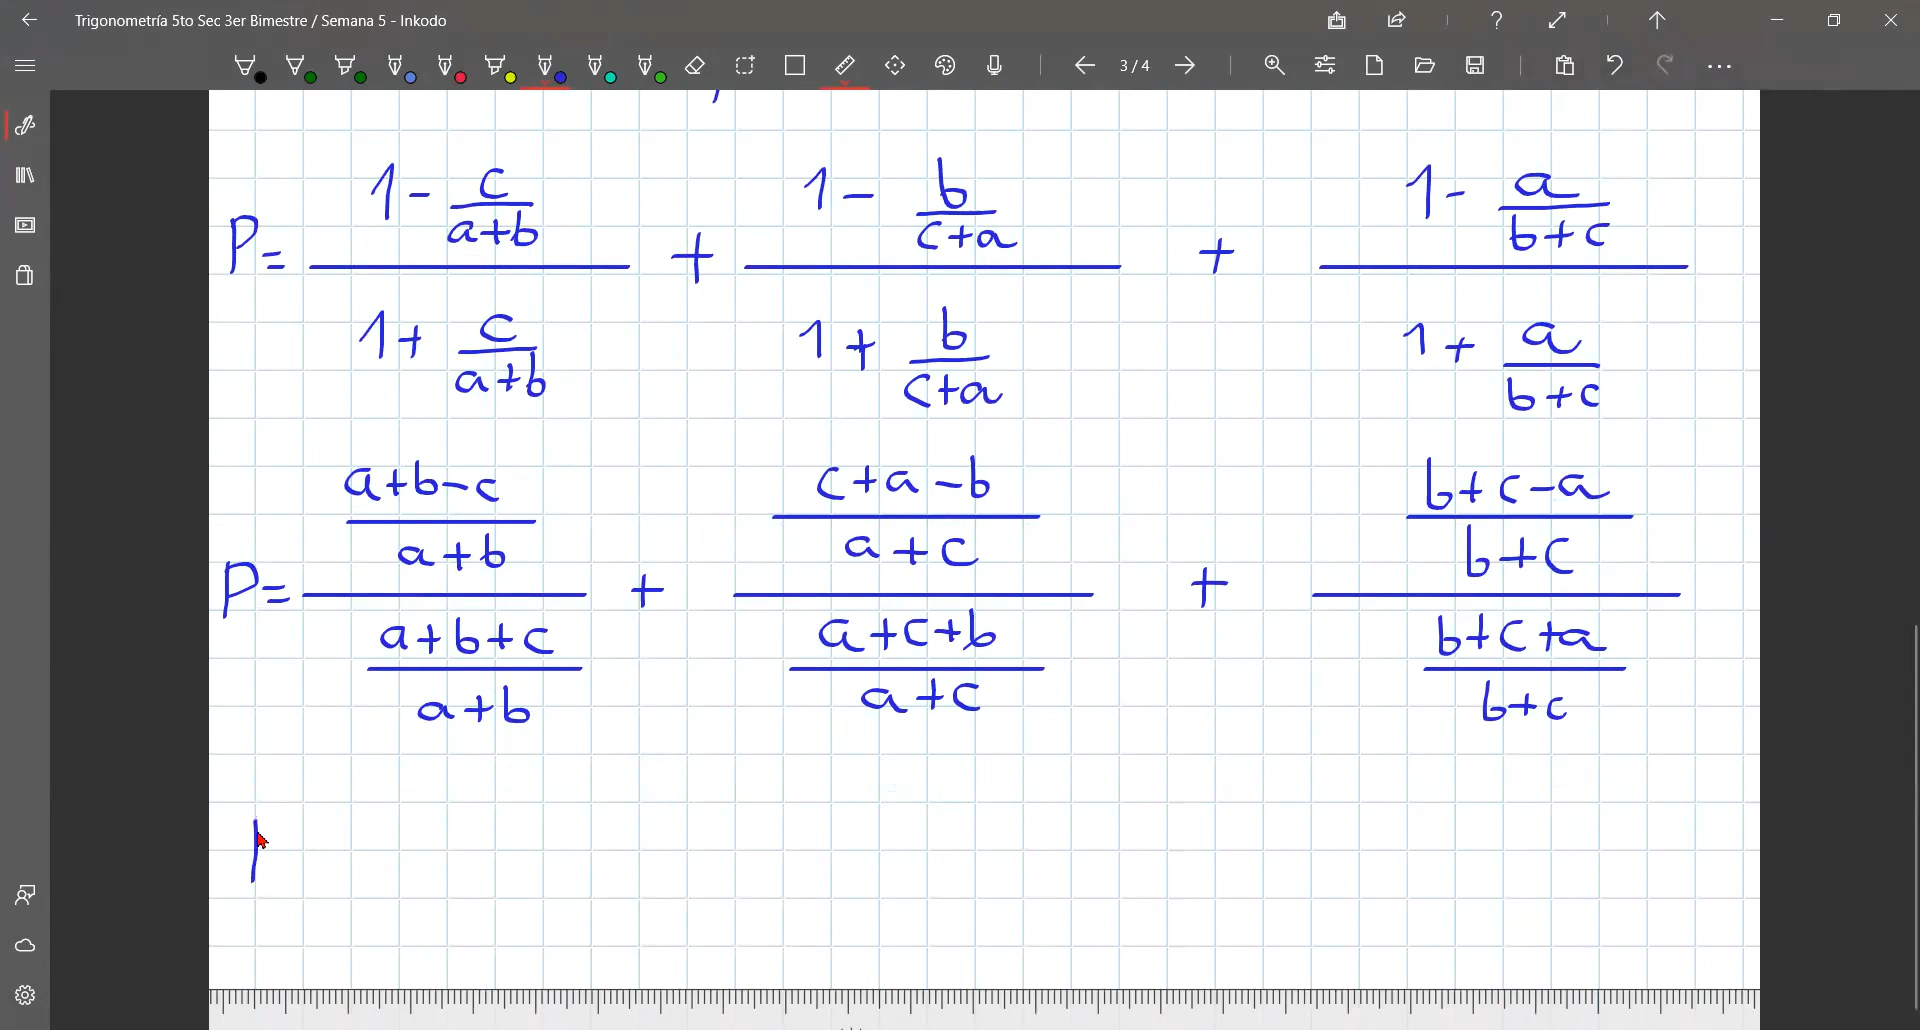 Trigonometría 5to Sec 3er Bimestre / Semana 5 - Inkodo
3 / 4
P= (1 - c/(a+b))/(1 + c/(a+b)) + (1 - b/(c+a))/(1 + b/(c+a)) + (1 - a/(b+c))/(1 + a/(b+c))
P= ((a+b-c)/(a+b))/((a+b+c)/(a+b)) + ((c+a-b)/(a+c))/((a+c+b)/(a+c)) + ((b+c-a)/(b+c))/((b+c+a)/(b+c))